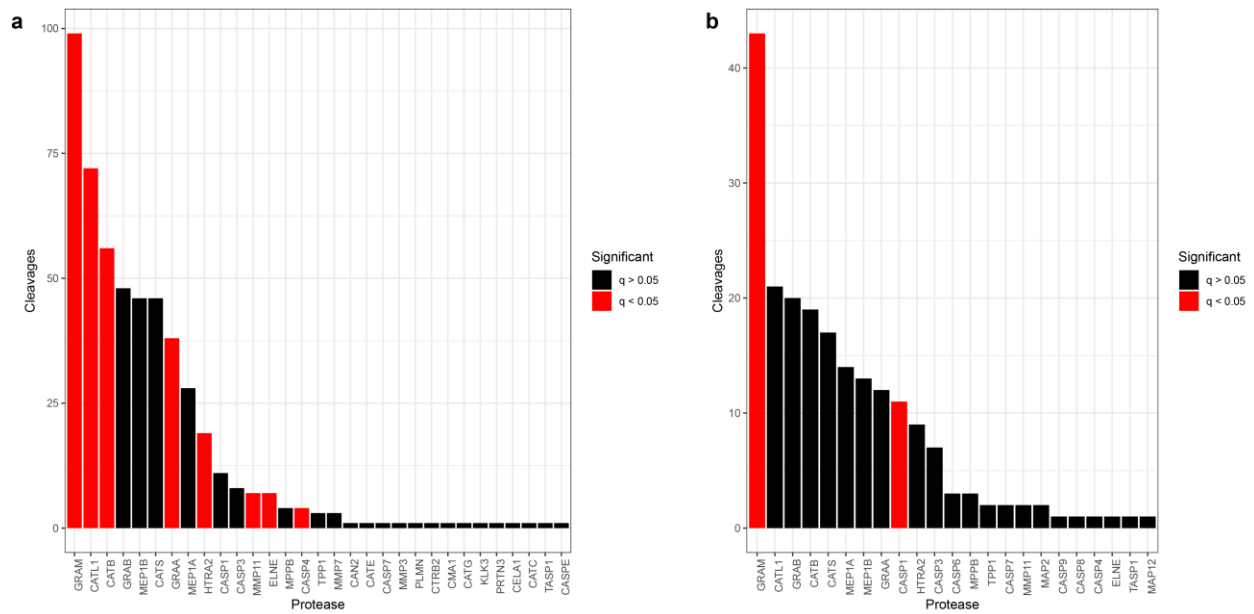 a
100
75
50
25
0
Cleavages
GRAM
CATL1
CATB
GRAB
MEP1B
CATS
GRAA
MEP1A
HTRA2
CASP1
CASP3
MMP11
ELNE
MPPB
CASP4
TPP1
MMP7
CAN2
CATE
CASP7
MMP3
PLMN
CTRB2
CMA1
CATG
KLK3
PRTN3
CELA1
CATC
TASP1
CASPE
Protease
Significant
q > 0.05
q < 0.05
b
40
30
20
10
0
Cleavages
GRAM
CATL1
GRAB
CATB
CATS
MEP1A
MEP1B
GRAA
CASP1
HTRA2
CASP3
CASP6
MPPB
TPP1
CASP7
MMP11
MAP2
CASP9
CASP8
CASP4
ELNE
TASP1
MAP12
Protease
Significant
q > 0.05
q < 0.05